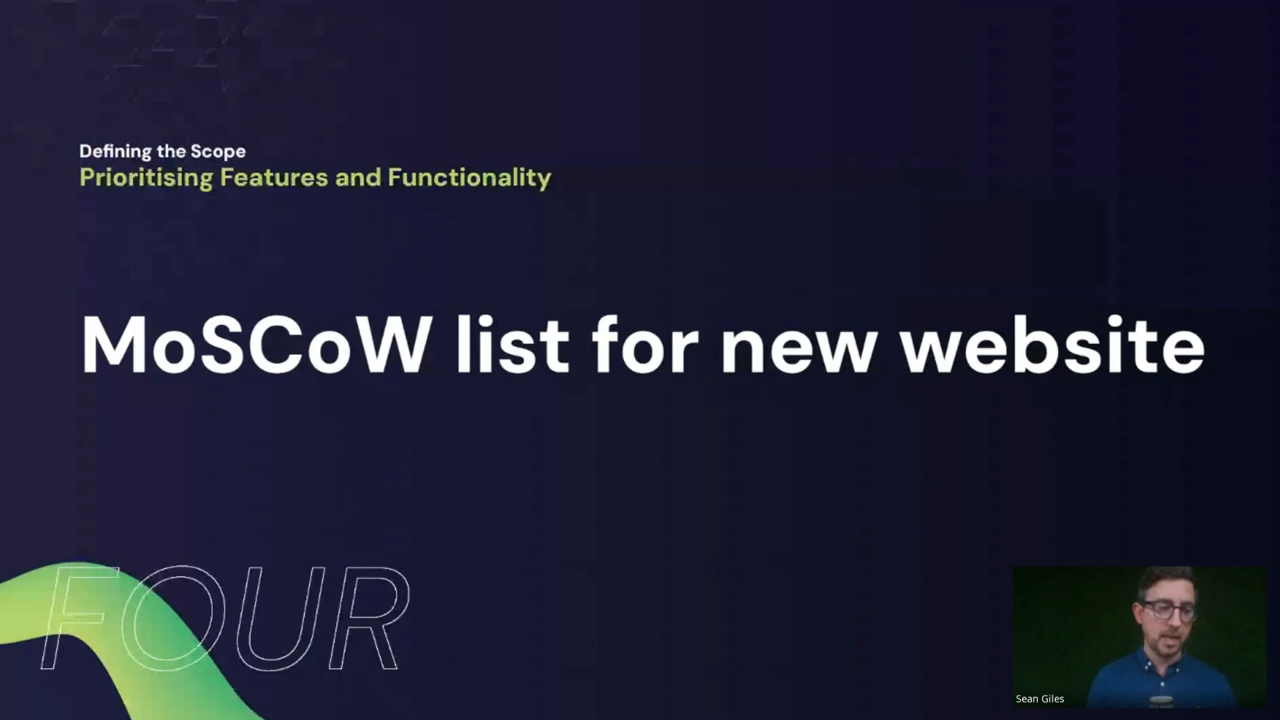 Defining the Scope
Prioritising Features and Functionality
MoSCoW list for new website
FOUR
Sean Giles